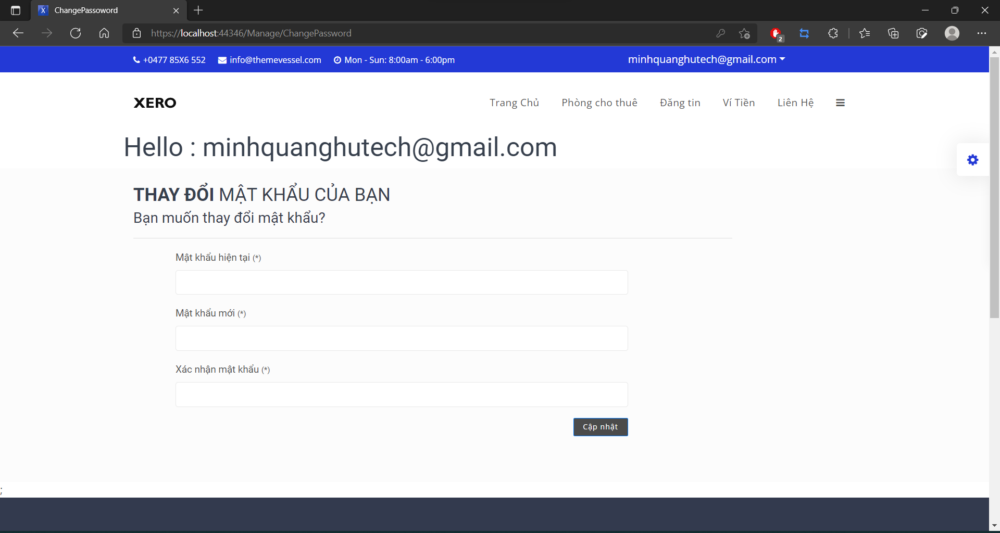 ChangePassoword
https://localhost:44346/Manage/ChangePassword
2
+0477 85X6 552 info@themevessel.com Mon - Sun: 8:00am - 6:00pm minhquanghutech@gmail.com
XERO Trang Chủ Phòng cho thuê Đăng tin Ví Tiền Liên Hệ
Hello : minhquanghutech@gmail.com
THAY ĐỔI MẬT KHẨU CỦA BẠN
Bạn muốn thay đổi mật khẩu?
Mật khẩu hiện tại (*)
Mật khẩu mới (*)
Xác nhận mật khẩu (*)
Cập nhật
;